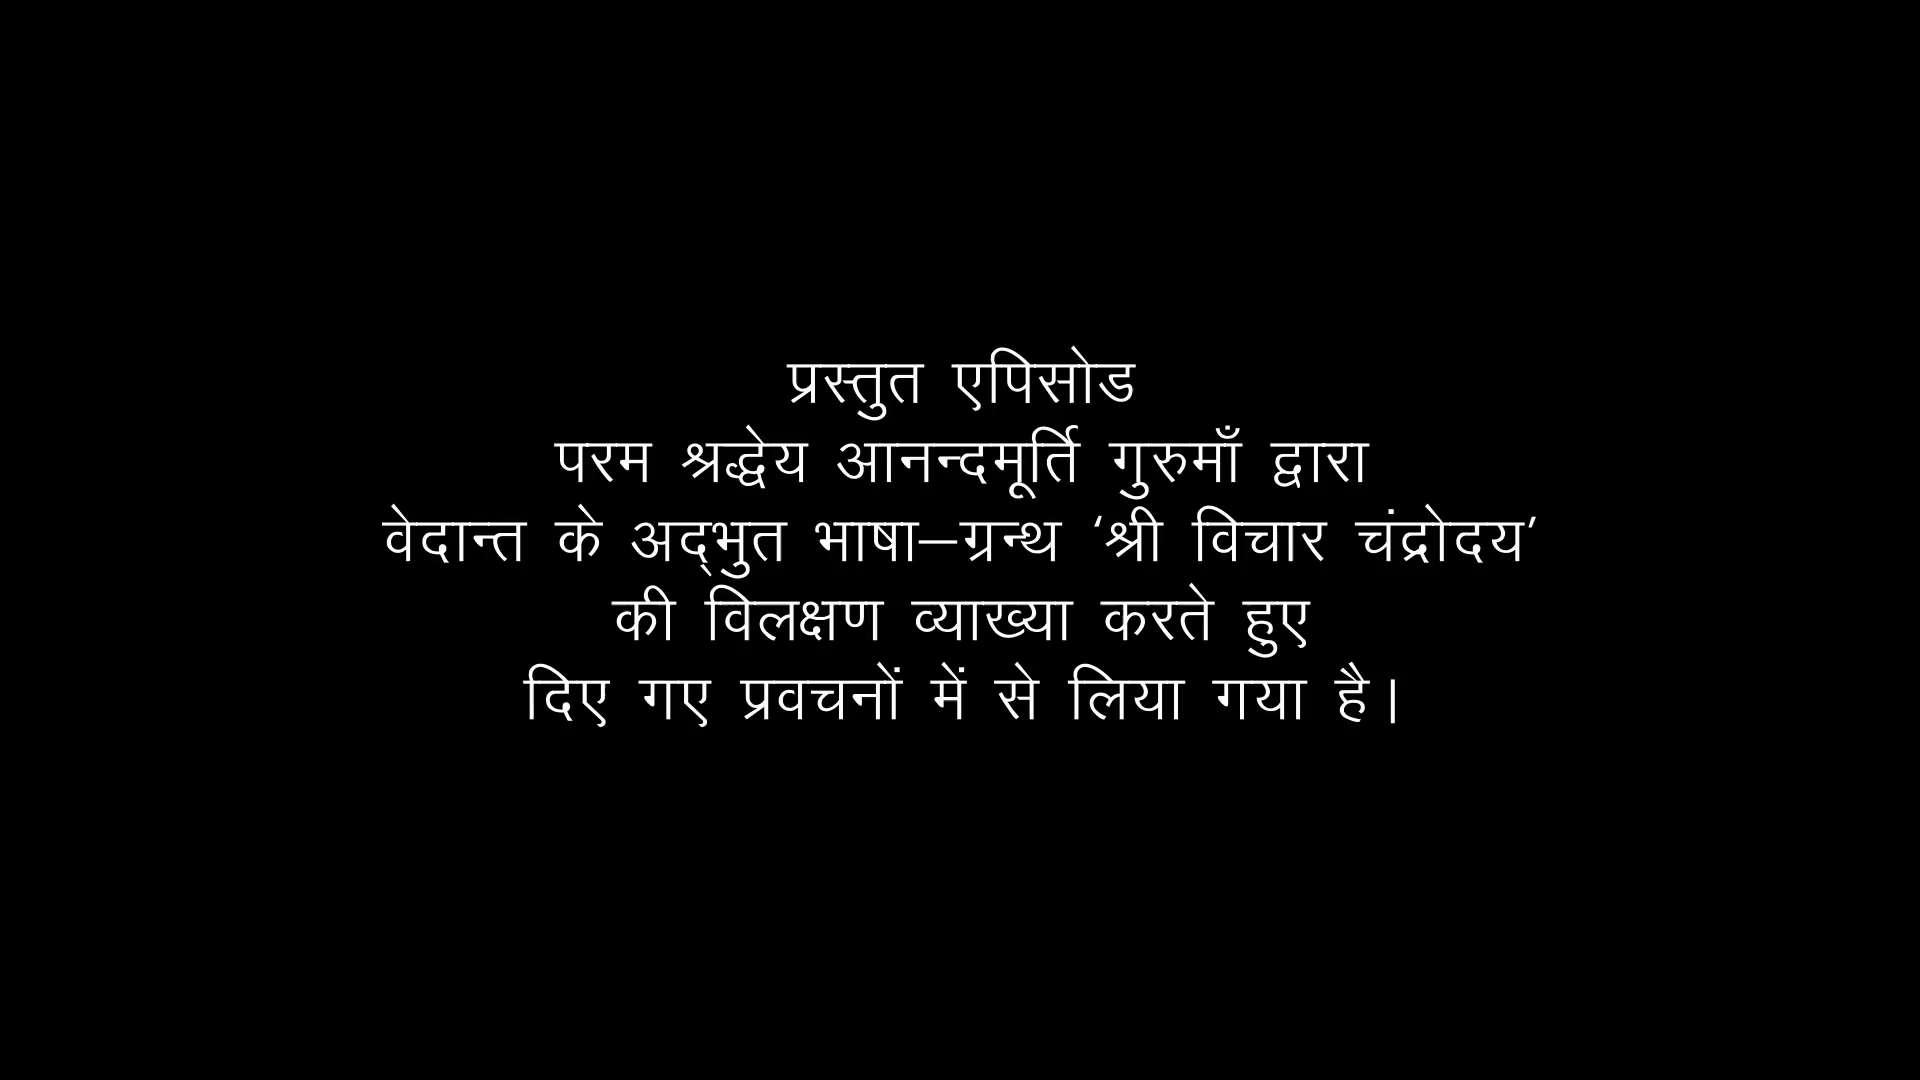 प्रस्तुत एपिसोड
परम श्रद्धेय आनन्दमूर्ति गुरुमाँ द्वारा
वेदान्त के अद्‌भुत भाषा–ग्रन्थ ‘श्री विचार चंद्रोदय’
की विलक्षण व्याख्या करते हुए
दिए गए प्रवचनों में से लिया गया है।